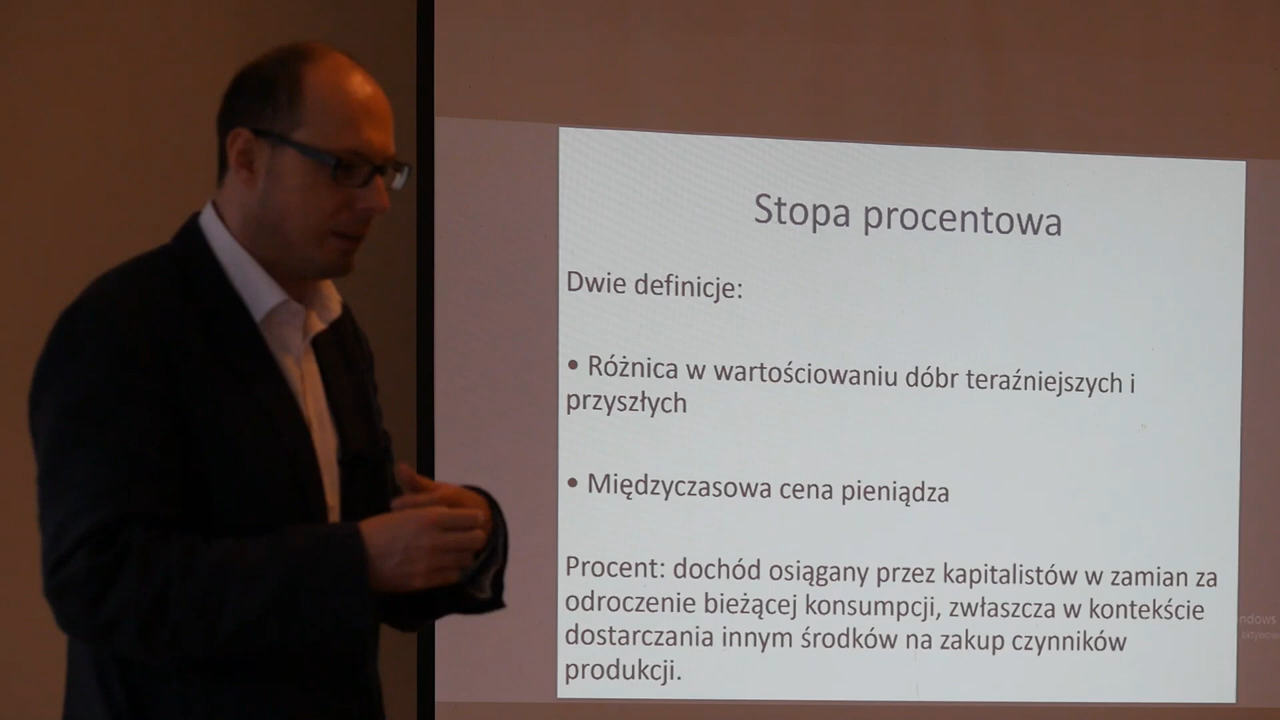 Stopa procentowa
Dwie definicje:
• Różnica w wartościowaniu dóbr teraźniejszych i
przyszłych
• Międzyczasowa cena pieniądza
Procent: dochód osiągany przez kapitalistów w zamian za
odroczenie bieżącej konsumpcji, zwłaszcza w kontekście
dostarczania innym środków na zakup czynników
produkcji.